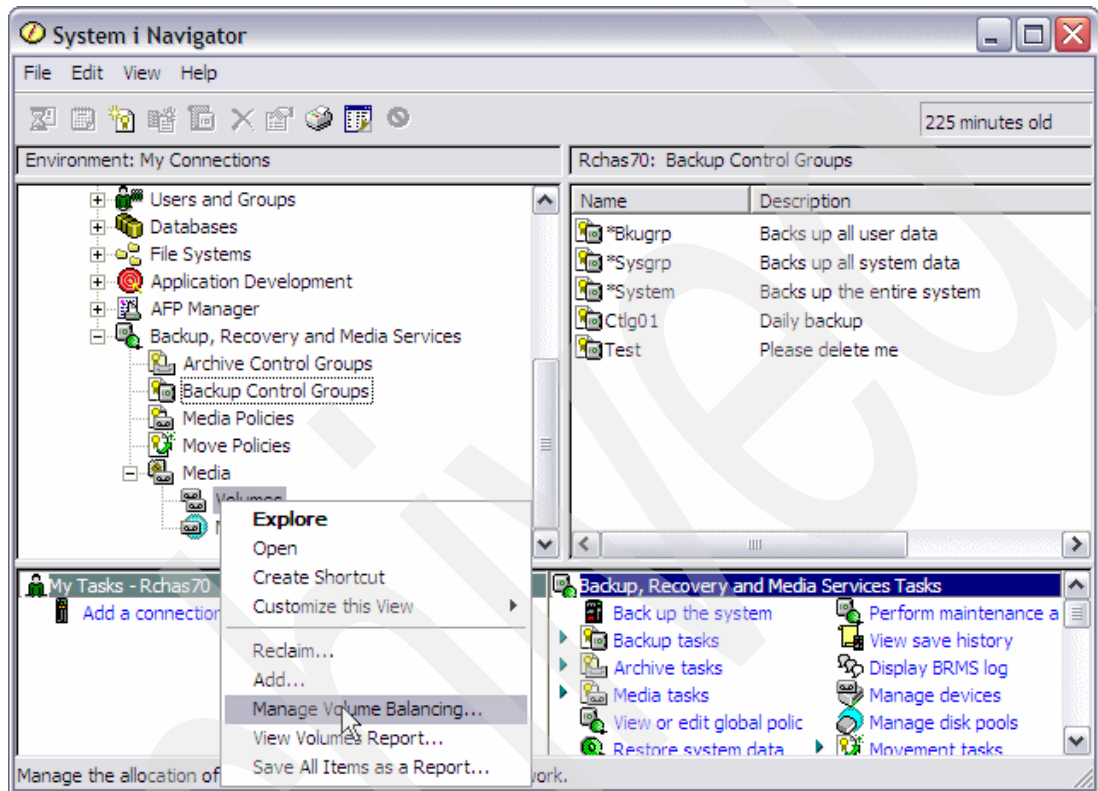 System i Navigator
File Edit View Help
225 minutes old
Environment: My Connections
Rchas70: Backup Control Groups
Users and Groups
Databases
File Systems
Application Development
AFP Manager
Backup, Recovery and Media Services
Archive Control Groups
Backup Control Groups
Media Policies
Move Policies
Media
Volumes
Name Description
*Bkugrp Backs up all user data
*Sysgrp Backs up all system data
*System Backs up the entire system
Ctlg01 Daily backup
Test Please delete me
Explore
Open
Create Shortcut
Customize this View
Reclaim...
Add...
Manage Volume Balancing...
View Volumes Report...
Save All Items as a Report...
My Tasks - Rchas70
Add a connection
Backup, Recovery and Media Services Tasks
Back up the system
Backup tasks
Archive tasks
Media tasks
View or edit global polic
Restore system data
Perform maintenance a
View save history
Display BRMS log
Manage devices
Manage disk pools
Movement tasks
Manage the allocation of
work.